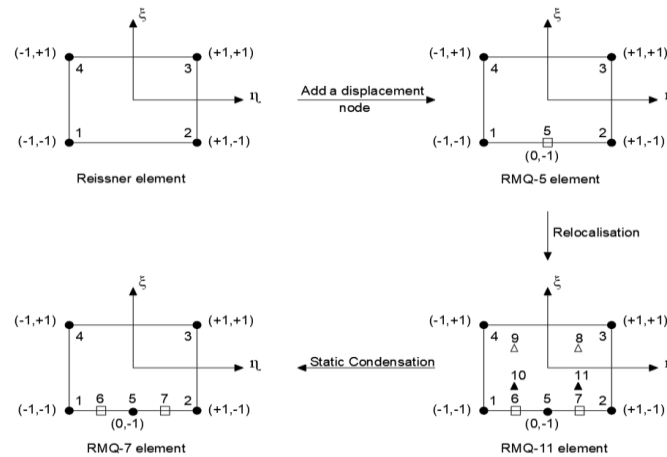 ξ
(-1,+1) 4 3 (+1,+1)
η
1 2
(-1,-1) (+1,-1)
Reissner element
Add a displacement
node
ξ
(-1,+1) 4 3 (+1,+1)
1 5 2
(-1,-1) (+1,-1)
(0,-1)
RMQ-5 element
Relocalisation
ξ
(-1,+1) 4 3 (+1,+1)
η
1 6 5 7 2
(-1,-1) (+1,-1)
(0,-1)
RMQ-7 element
Static Condensation
ξ
(-1,+1) 4 9 8 3 (+1,+1)
10 11
1 6 5 7 2
(-1,-1) (+1,-1)
(0,-1)
RMQ-11 element